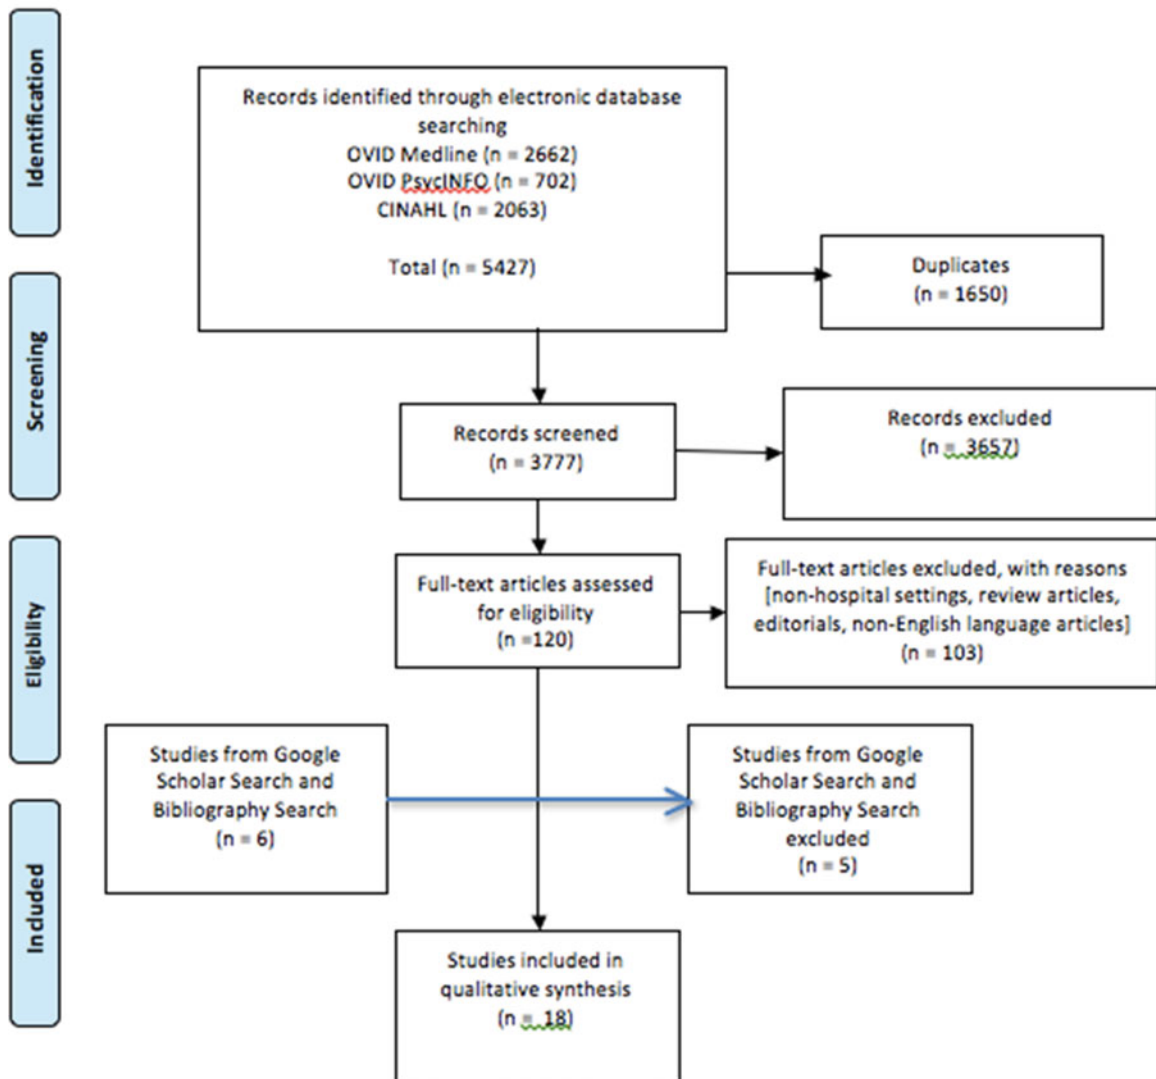 Identification
Records identified through electronic database
searching
OVID Medline (n = 2662)
OVID PsycINFO (n = 702)
CINAHL (n = 2063)
Total (n = 5427)
Duplicates
(n = 1650)
Screening
Records screened
(n = 3777)
Records excluded
(n = 3657)
Eligibility
Full-text articles assessed
for eligibility
(n =120)
Full-text articles excluded, with reasons
[non-hospital settings, review articles,
editorials, non-English language articles]
(n = 103)
Studies from Google
Scholar Search and
Bibliography Search
(n = 6)
Studies from Google
Scholar Search and
Bibliography Search
excluded
(n = 5)
Included
Studies included in
qualitative synthesis
(n = 18)